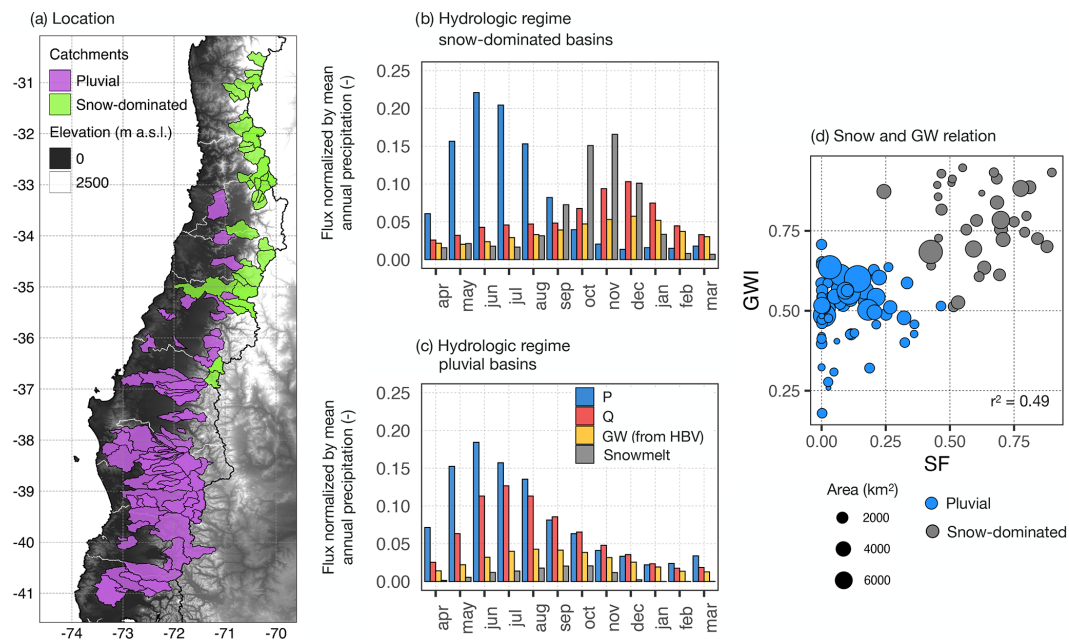 (a) Location
Catchments
Pluvial
Snow-dominated
Elevation (m a.s.l.)
0
2500
-31
-32
-33
-34
-35
-36
-37
-38
-39
-40
-41
-74 -73 -72 -71 -70
(b) Hydrologic regime
snow-dominated basins
Flux normalized by mean
annual precipitation (-)
0.25
0.20
0.15
0.10
0.05
0.00
apr may jun jul aug sep oct nov dec jan feb mar
(c) Hydrologic regime
pluvial basins
Flux normalized by mean
annual precipitation (-)
0.25
0.20
0.15
0.10
0.05
0.00
P
Q
GW (from HBV)
Snowmelt
apr may jun jul aug sep oct nov dec jan feb mar
(d) Snow and GW relation
GWI
0.75
0.50
0.25
r² = 0.49
0.00 0.25 0.50 0.75
SF
Area (km²)
2000
4000
6000
Pluvial
Snow-dominated